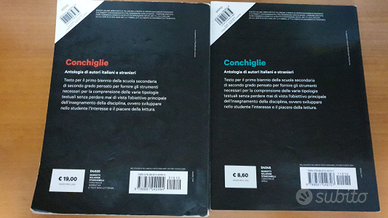 Conchiglie
Antologia di autori italiani e stranieri
Testo per il primo biennio della scuola secondaria
di secondo grado pensato per fornire gli strumenti
necessari per la comprensione delle varie tipologie
testuali senza perdere mai di vista l'obiettivo principale
dell'insegnamento della disciplina, ovvero sviluppare
nello studente l'interesse e il piacere della lettura.
€ 19,00
Conchiglie
Antologia di autori italiani e stranieri
Testo per il primo biennio della scuola secondaria
di secondo grado pensato per fornire gli strumenti
necessari per la comprensione delle varie tipologie
testuali senza perdere mai di vista l'obiettivo principale
dell'insegnamento della disciplina, ovvero sviluppare
nello studente l'interesse e il piacere della lettura.
€ 8,60
subito